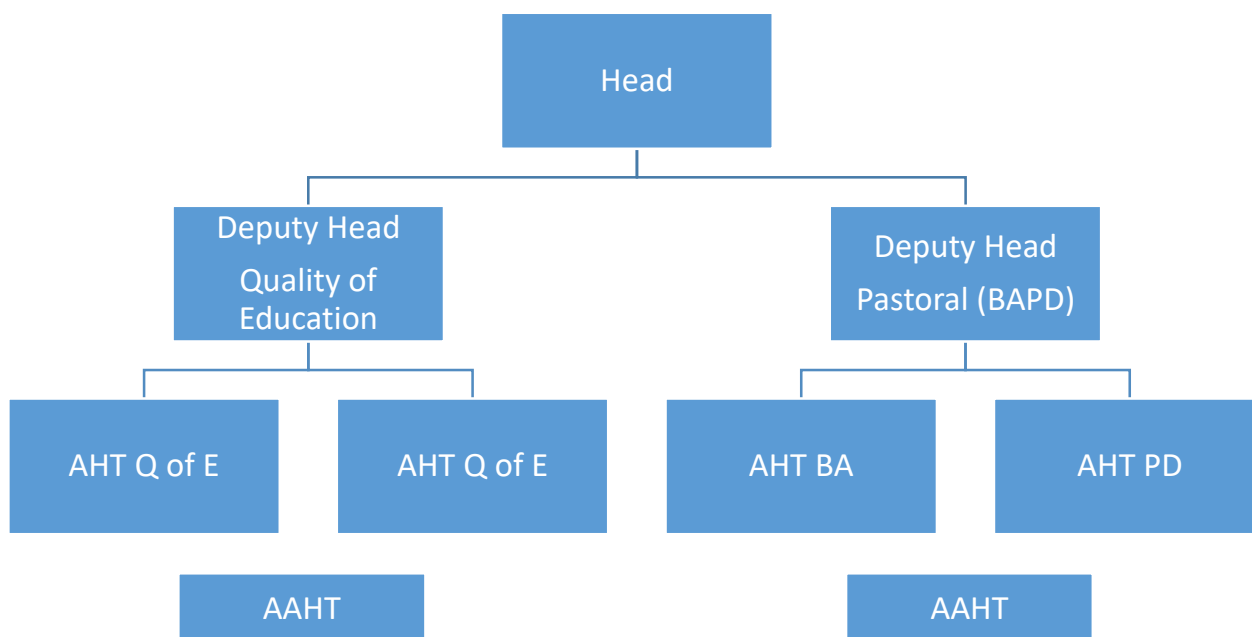 Head
Deputy Head
Quality of
Education
Deputy Head
Pastoral (BAPD)
AHT Q of E
AHT Q of E
AHT BA
AHT PD
AAHT
AAHT